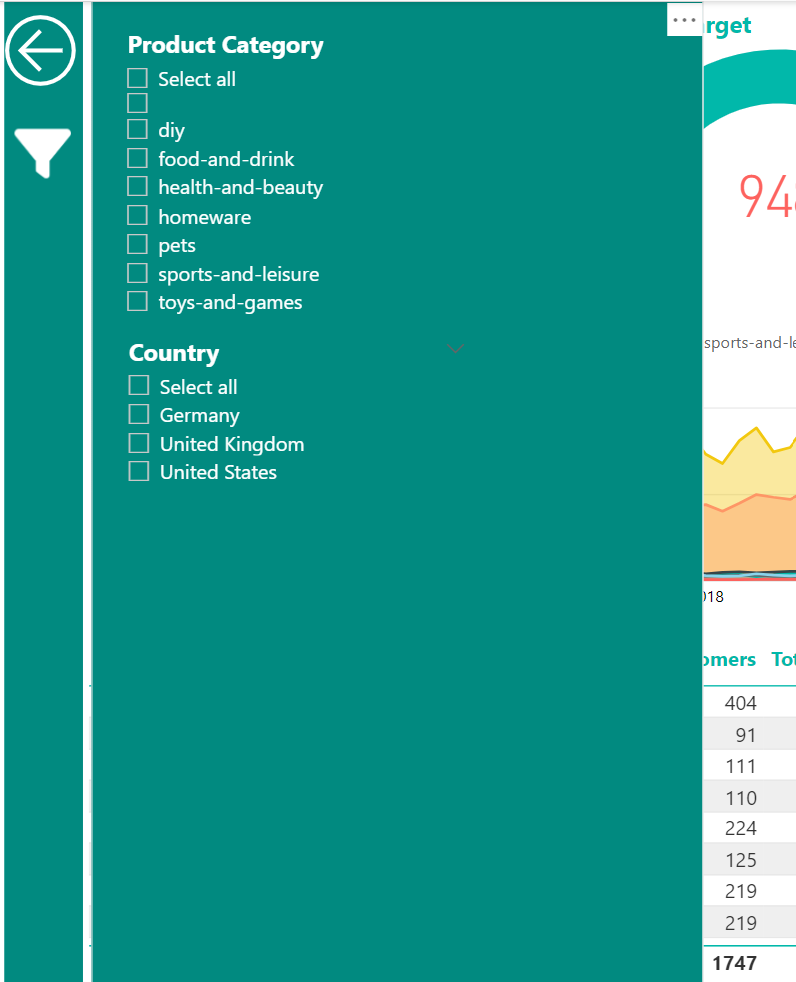 Product Category
Select all
diy
food-and-drink
health-and-beauty
homeware
pets
sports-and-leisure
toys-and-games
Country
Select all
Germany
United Kingdom
United States
rget
94
sports-and-le
018
omers Tot
404
91
111
110
224
125
219
219
1747